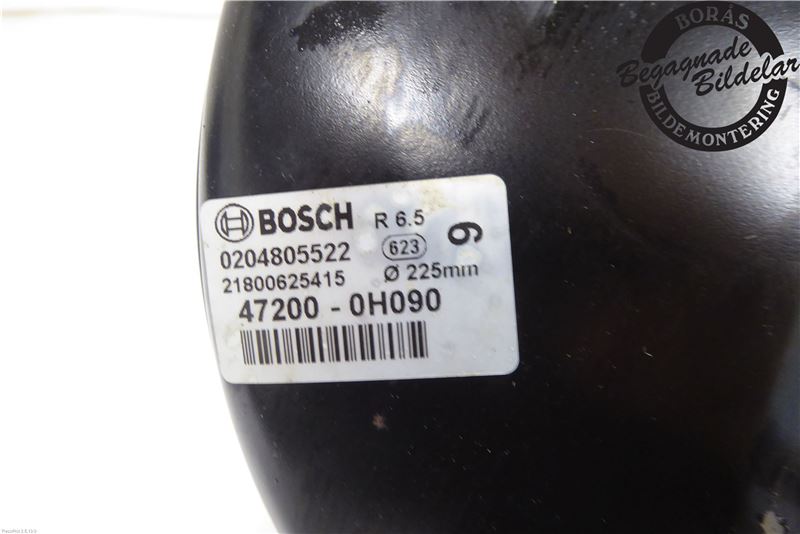 BORÅS
Begagnade
Bildelar
BILDEMONTERING
BOSCH R 6.5
0204805522 623 9
21800625415 Ø 225mm
47200 - 0H090